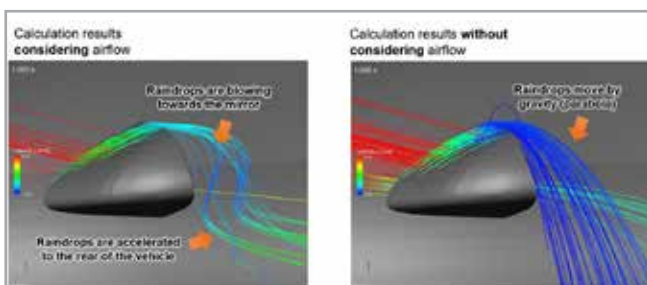 Calculation results
considering airflow
Raindrops are blowing
towards the mirror
Raindrops are accelerated
to the rear of the vehicle
Calculation results without
considering airflow
Raindrops move by
gravity (parabola)